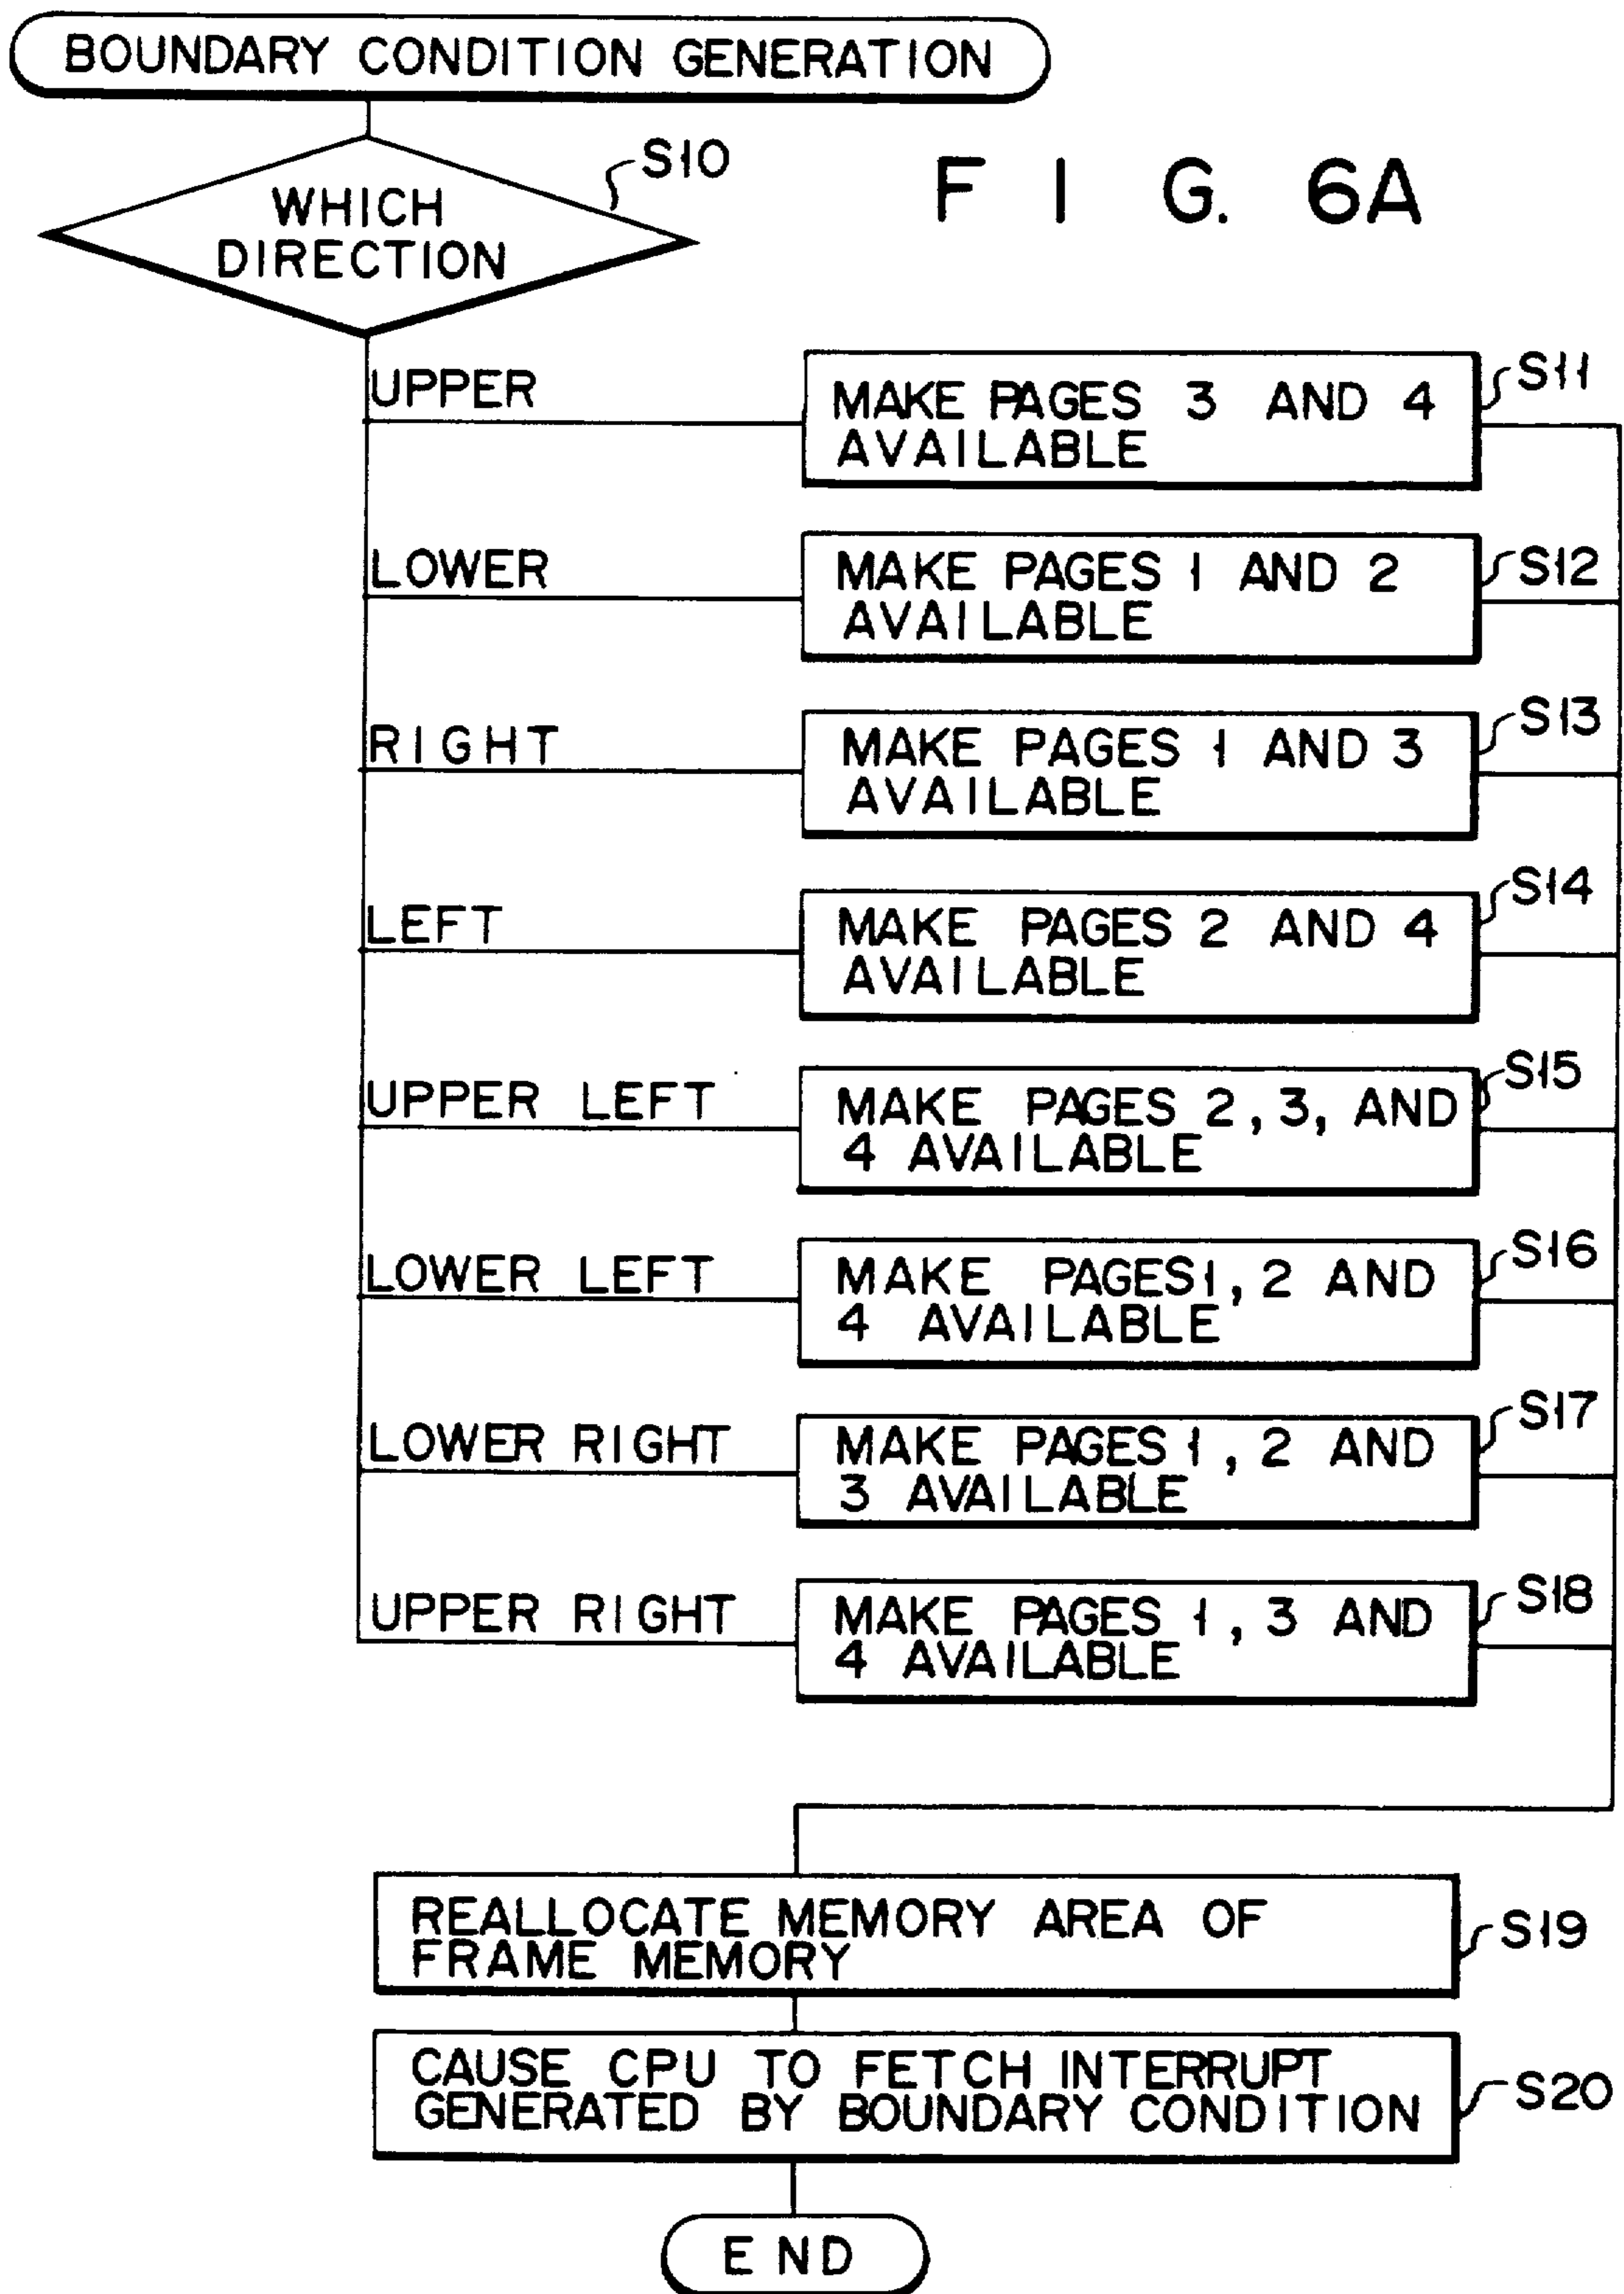 BOUNDARY CONDITION GENERATION
S10
F I G. 6A
WHICH
DIRECTION
UPPER
MAKE PAGES 3 AND 4
AVAILABLE
S11
LOWER
MAKE PAGES 1 AND 2
AVAILABLE
S12
RIGHT
MAKE PAGES 1 AND 3
AVAILABLE
S13
LEFT
MAKE PAGES 2 AND 4
AVAILABLE
S14
UPPER LEFT
MAKE PAGES 2, 3, AND
4 AVAILABLE
S15
LOWER LEFT
MAKE PAGES 1, 2 AND
4 AVAILABLE
S16
LOWER RIGHT
MAKE PAGES 1, 2 AND
3 AVAILABLE
S17
UPPER RIGHT
MAKE PAGES 1, 3 AND
4 AVAILABLE
S18
REALLOCATE MEMORY AREA OF
FRAME MEMORY
S19
CAUSE CPU TO FETCH INTERRUPT
GENERATED BY BOUNDARY CONDITION
S20
END